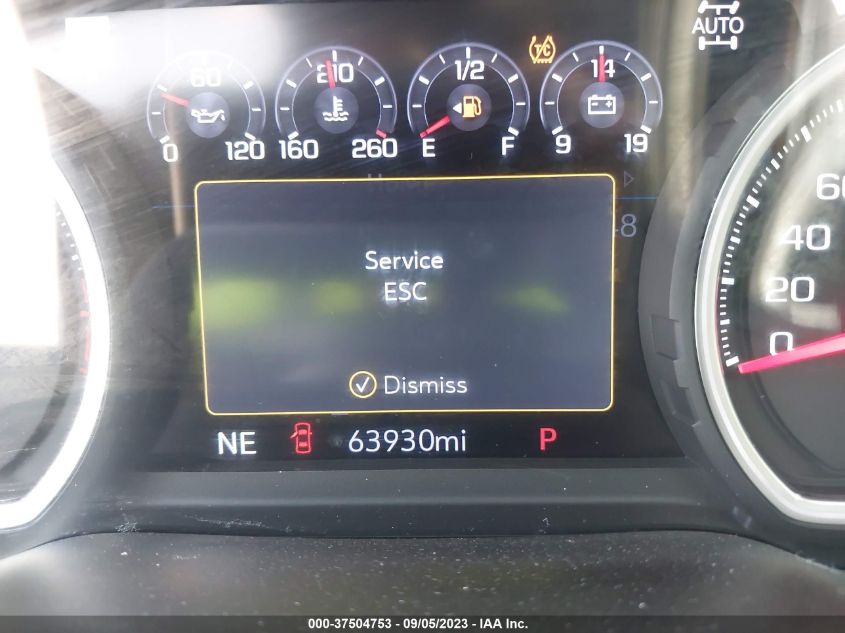 AUTO
60
210
1/2
T/C
14
0 120 160 260 E F 9 19
Service
ESC
Dismiss
60
40
20
0
NE 63930mi P
000-37504753 - 09/05/2023 - IAA Inc.